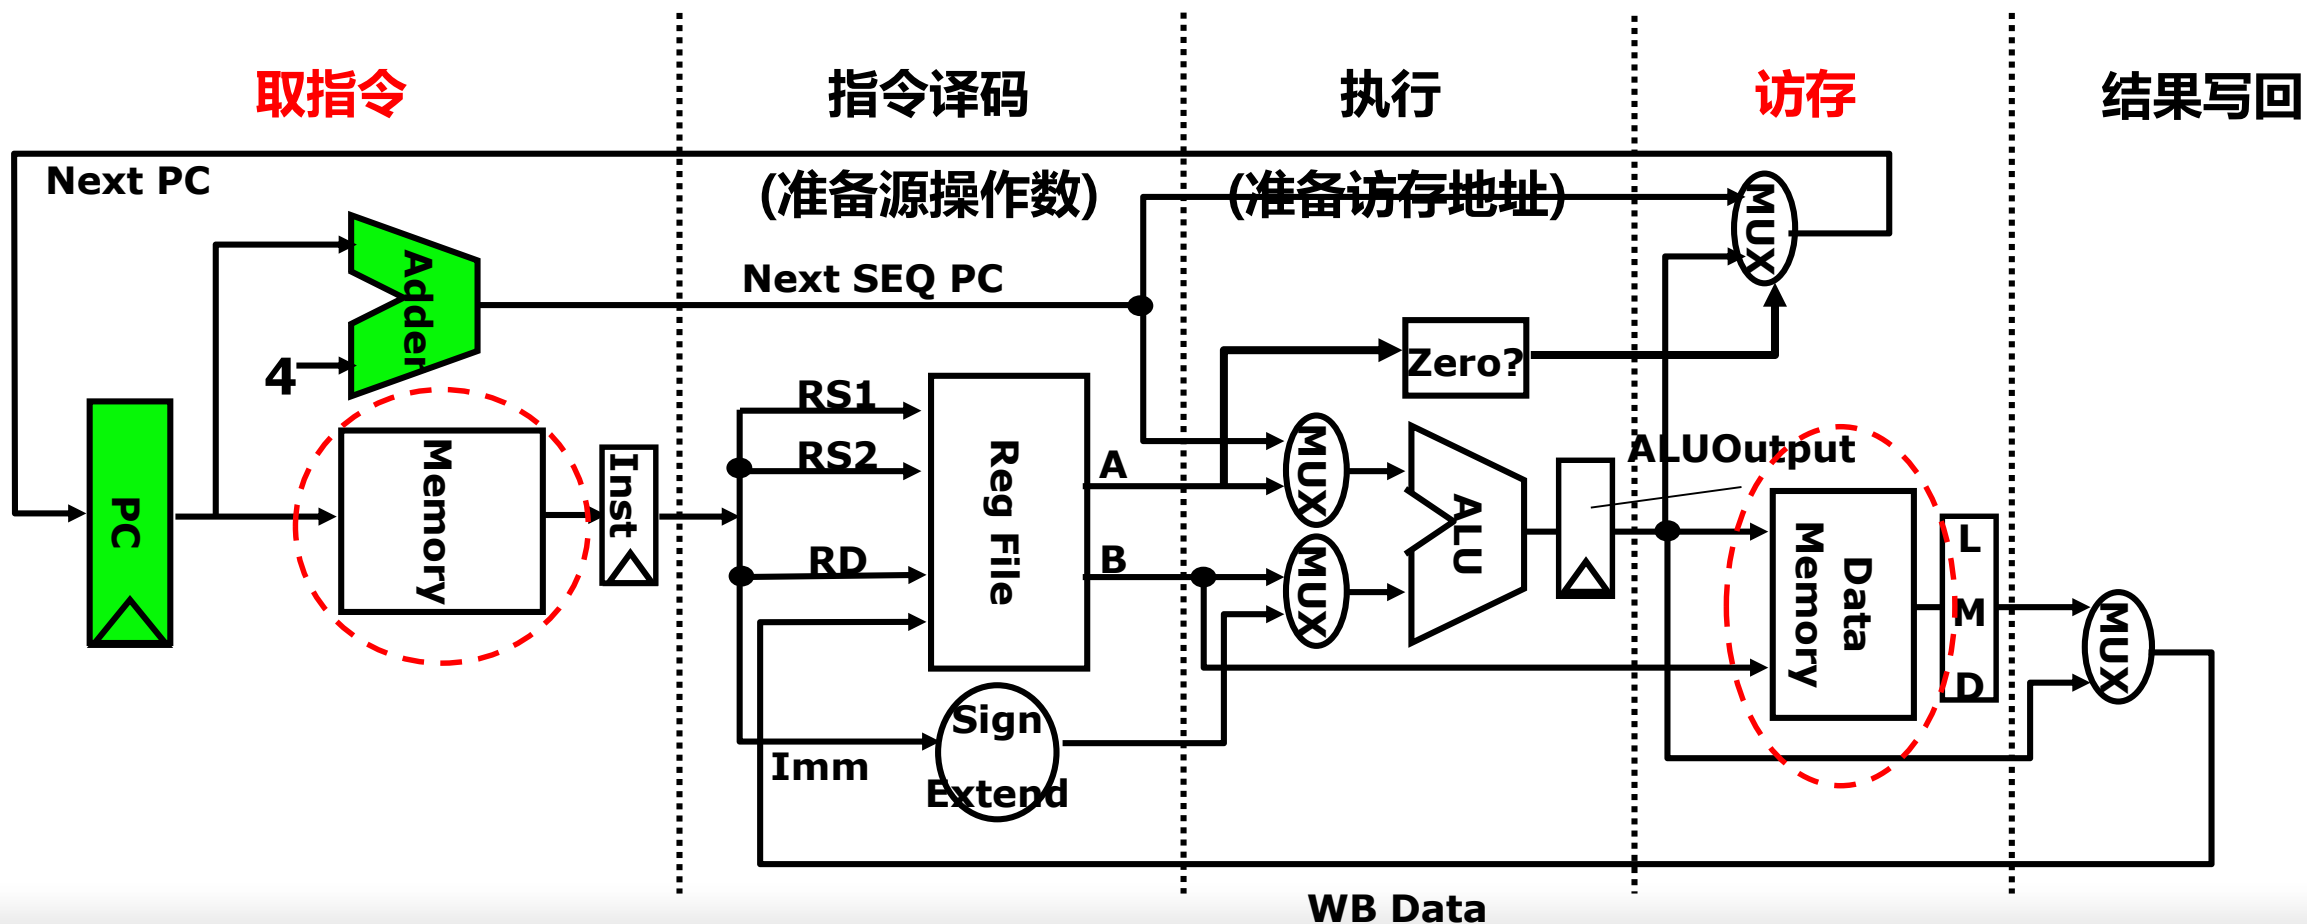 取指令
指令译码
执行
访存
结果写回
Next PC
(准备源操作数)
(准备访存地址)
MUX
Adder
Next SEQ PC
4
Zero?
RS1
RS2
RD
Imm
PC
Memory
Inst
Reg File
A
B
MUX
MUX
ALU
ALUOutput
Data
Memory
L
M
D
MUX
Sign
Extend
WB Data